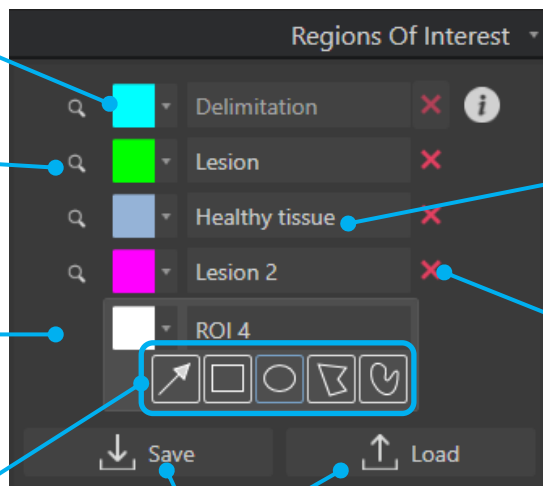 Regions Of Interest
Delimitation
i
Lesion
Healthy tissue
Lesion 2
ROI 4
Save
Load